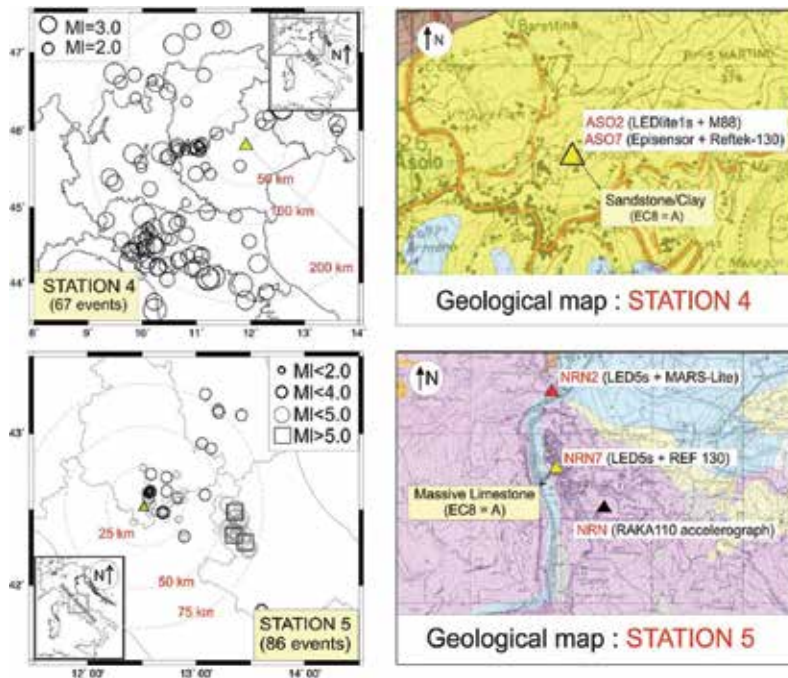 Ml=3.0
Ml=2.0
N
47˚
46˚
45˚
44˚
50 km
100 km
200 km
STATION 4
(67 events)
8˚
9˚
10˚
11˚
12˚
13˚
14˚
N
Barettina
ASO2 (LEDlite1s + M88)
ASO7 (Episensor + Reftek-130)
Asolo
Sandstone/Clay
(EC8 = A)
Geological map : STATION 4
Ml<2.0
Ml<4.0
Ml<5.0
Ml>5.0
43˚
42˚
25 km
50 km
75 km
N
STATION 5
(86 events)
12˚00'
13˚00'
14˚00'
N
NRN2 (LED5s + MARS-Lite)
NRN7 (LED5s + REF 130)
Massive Limestone
(EC8 = A)
NRN (RAKA110 accelerograph)
Geological map : STATION 5